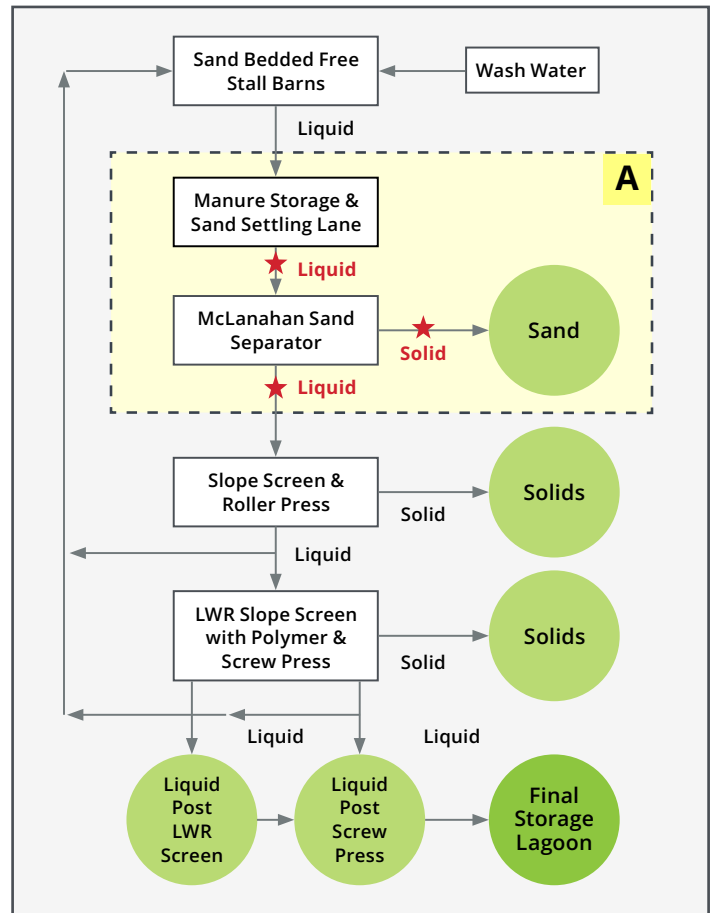 Sand Bedded Free
Stall Barns
Wash Water
Liquid
A
Manure Storage &
Sand Settling Lane
Liquid
McLanahan Sand
Separator
Solid
Sand
Liquid
Slope Screen &
Roller Press
Solid
Solids
Liquid
LWR Slope Screen
with Polymer &
Screw Press
Solid
Solids
Liquid
Liquid
Liquid
Post
LWR
Screen
Liquid
Post
Screw
Press
Final
Storage
Lagoon